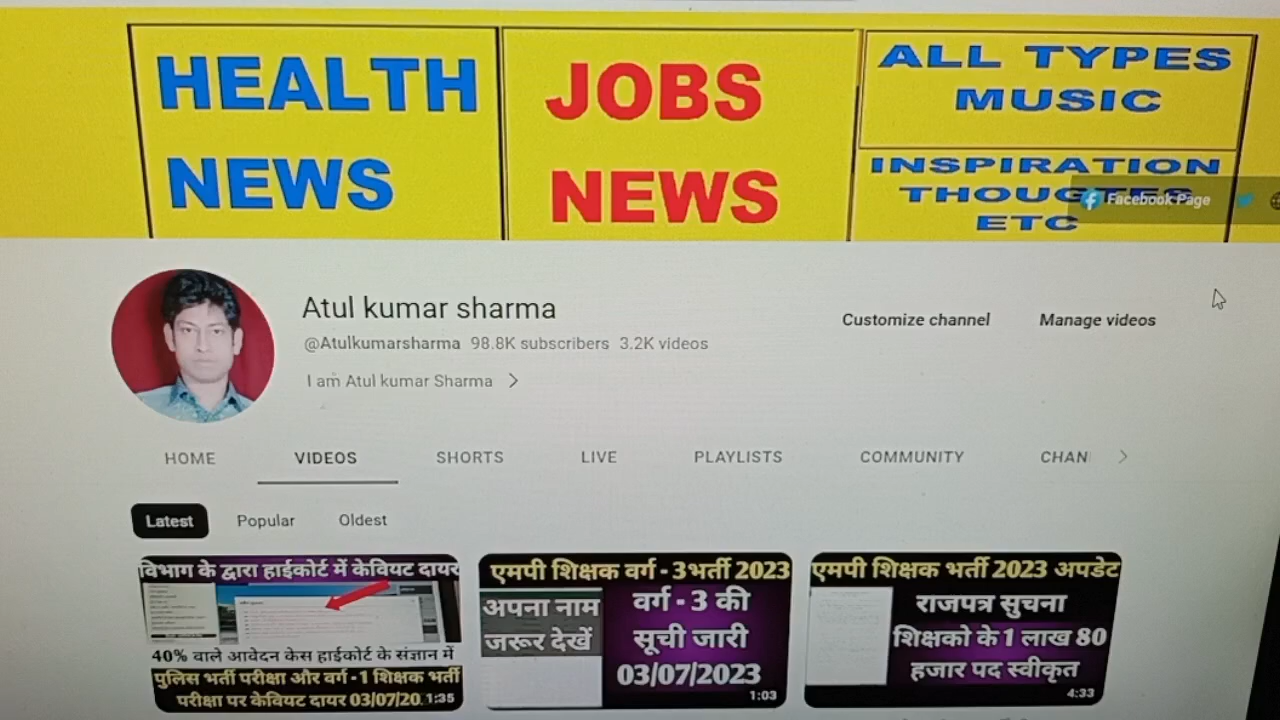 HEALTH
NEWS
JOBS
NEWS
ALL TYPES
MUSIC
INSPIRATION
THOUGTES
ETC
Facebook Page
Atul kumar sharma
@Atulkumarsharma 98.8K subscribers 3.2K videos
I am Atul kumar Sharma
Customize channel
Manage videos
HOME VIDEOS SHORTS LIVE PLAYLISTS COMMUNITY CHAN
Latest Popular Oldest
विभाग के द्वारा हाईकोर्ट में केवियट दायर
40% वाले आवेदन केस हाईकोर्ट के संज्ञान में
पुलिस भर्ती परीक्षा और वर्ग-1 शिक्षक भर्ती
परीक्षा पर केवियट दायर 03/07/20
1:35
एमपी शिक्षक वर्ग-3भर्ती 2023
अपना नाम
जरूर देखें
वर्ग-3 की
सूची जारी
03/07/2023
1:03
एमपी शिक्षक भर्ती 2023 अपडेट
राजपत्र सुचना
शिक्षको के 1 लाख 80
हजार पद स्वीकृत
4:33